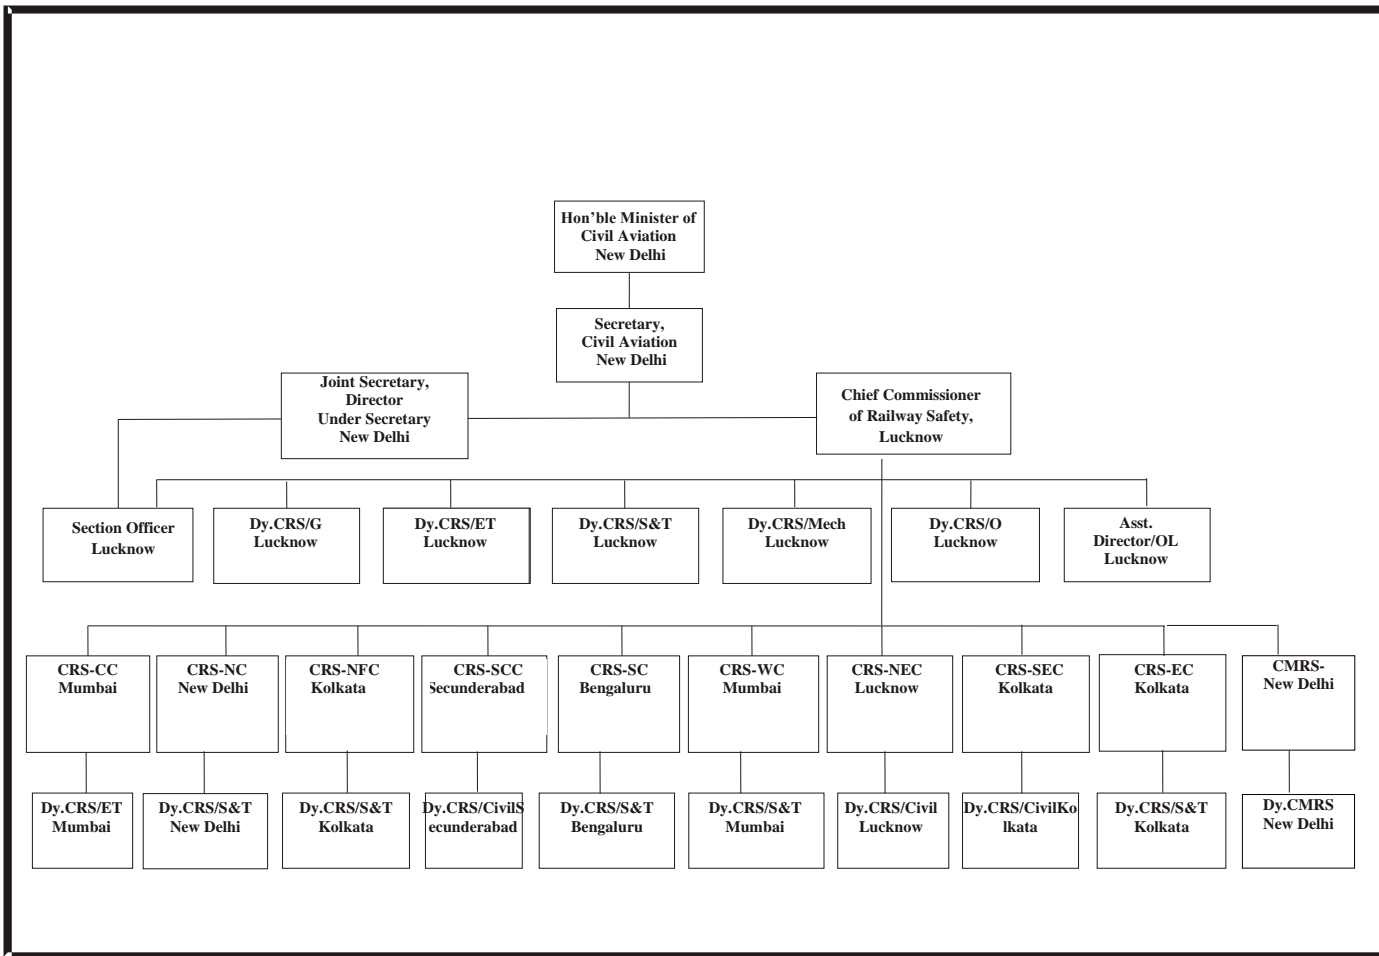 Hon’ble Minister of
Civil Aviation
New Delhi
Secretary,
Civil Aviation
New Delhi
Joint Secretary,
Director
Under Secretary
New Delhi
Chief Commissioner
of Railway Safety,
Lucknow
Section Officer
Lucknow
Dy.CRS/G
Lucknow
Dy.CRS/ET
Lucknow
Dy.CRS/S&T
Lucknow
Dy.CRS/Mech
Lucknow
Dy.CRS/O
Lucknow
Asst.
Director/OL
Lucknow
CRS-CC
Mumbai
CRS-NC
New Delhi
CRS-NFC
Kolkata
CRS-SCC
Secunderabad
CRS-SC
Bengaluru
CRS-WC
Mumbai
CRS-NEC
Lucknow
CRS-SEC
Kolkata
CRS-EC
Kolkata
CMRS-
New Delhi
Dy.CRS/ET
Mumbai
Dy.CRS/S&T
New Delhi
Dy.CRS/S&T
Kolkata
Dy.CRS/CivilS
ecunderabad
Dy.CRS/S&T
Bengaluru
Dy.CRS/S&T
Mumbai
Dy.CRS/Civil
Lucknow
Dy.CRS/CivilKo
lkata
Dy.CRS/S&T
Kolkata
Dy.CMRS
New Delhi